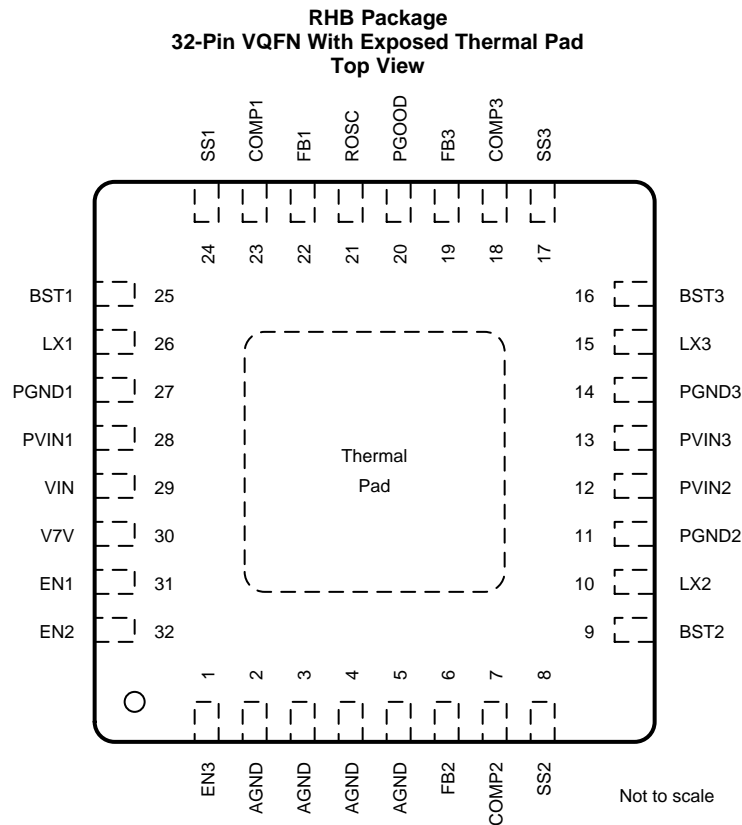 RHB Package
32-Pin VQFN With Exposed Thermal Pad
Top View
SS1
COMP1
FB1
ROSC
PGOOD
FB3
COMP3
SS3
24
23
22
21
20
19
18
17
BST1 25
LX1 26
PGND1 27
PVIN1 28
VIN 29
V7V 30
EN1 31
EN2 32
16 BST3
15 LX3
14 PGND3
13 PVIN3
12 PVIN2
11 PGND2
10 LX2
9 BST2
Thermal
Pad
1
2
3
4
5
6
7
8
EN3
AGND
AGND
AGND
AGND
FB2
COMP2
SS2
Not to scale